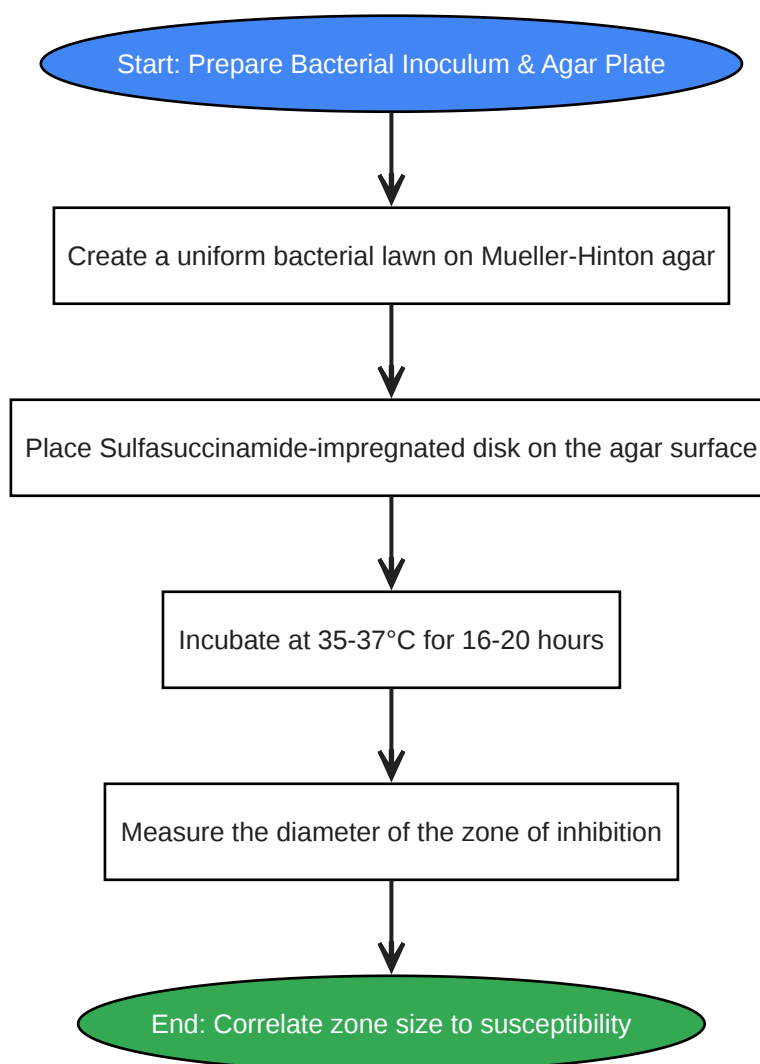 Start: Prepare Bacterial Inoculum & Agar Plate
Create a uniform bacterial lawn on Mueller-Hinton agar
Place Sulfasuccinamide-impregnated disk on the agar surface
Incubate at 35-37°C for 16-20 hours
Measure the diameter of the zone of inhibition
End: Correlate zone size to susceptibility